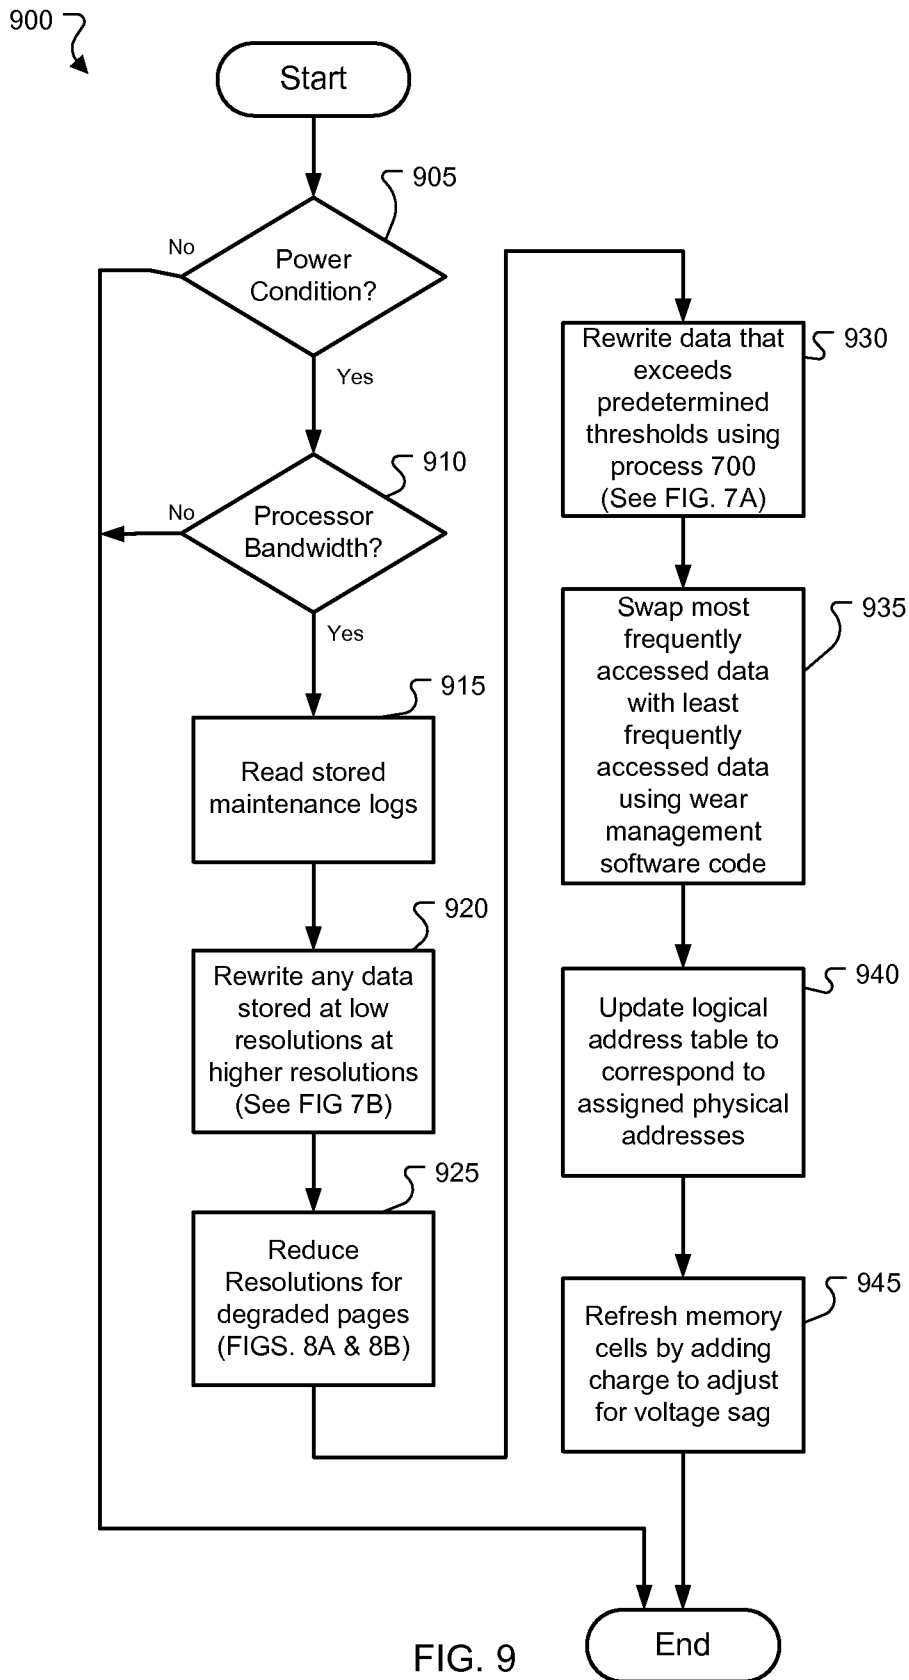 900
Start
905
Power
Condition?
No
Yes
910
Processor
Bandwidth?
No
Yes
915
Read stored
maintenance logs
920
Rewrite any data
stored at low
resolutions at
higher resolutions
(See FIG 7B)
925
Reduce
Resolutions for
degraded pages
(FIGS. 8A & 8B)
930
Rewrite data that
exceeds
predetermined
thresholds using
process 700
(See FIG. 7A)
935
Swap most
frequently
accessed data
with least
frequently
accessed data
using wear
management
software code
940
Update logical
address table to
correspond to
assigned physical
addresses
945
Refresh memory
cells by adding
charge to adjust
for voltage sag
End
FIG. 9